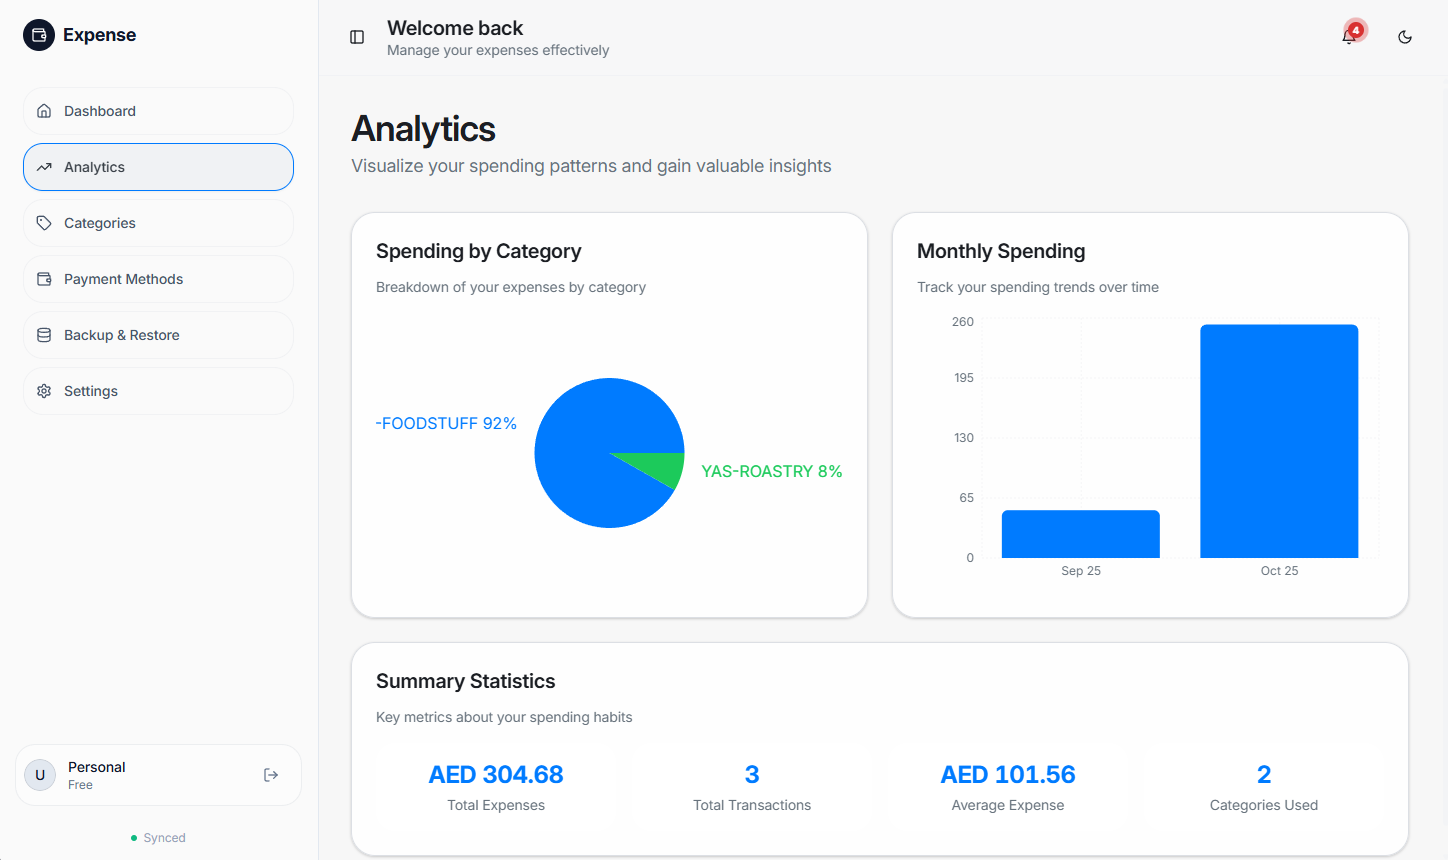 Expense
Dashboard
Analytics
Categories
Payment Methods
Backup & Restore
Settings
U
Personal
Free
Synced
Welcome back
Manage your expenses effectively
4
Analytics
Visualize your spending patterns and gain valuable insights
Spending by Category
Breakdown of your expenses by category
-FOODSTUFF 92%
YAS-ROASTRY 8%
Monthly Spending
Track your spending trends over time
260
195
130
65
0
Sep 25
Oct 25
Summary Statistics
Key metrics about your spending habits
AED 304.68
Total Expenses
3
Total Transactions
AED 101.56
Average Expense
2
Categories Used